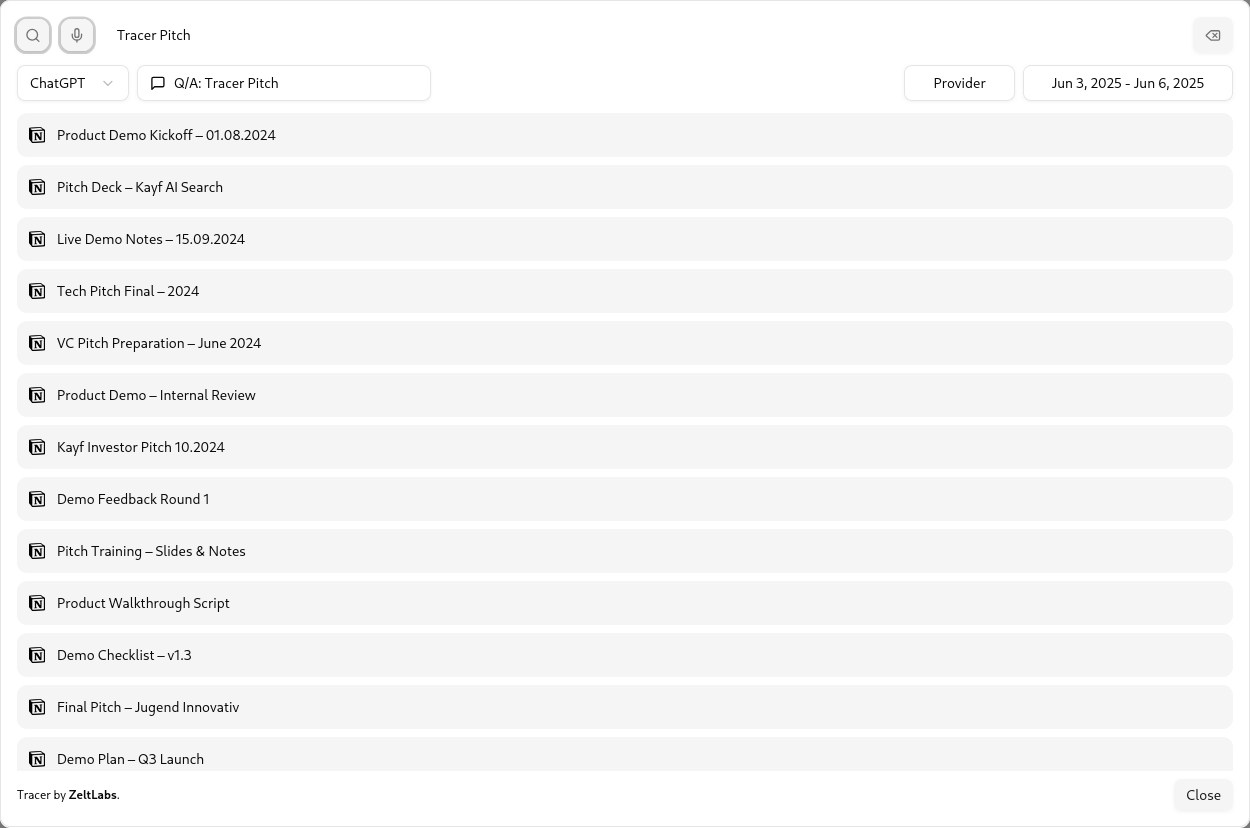 Tracer Pitch
ChatGPT
Q/A: Tracer Pitch
Provider
Jun 3, 2025 - Jun 6, 2025
Product Demo Kickoff – 01.08.2024
Pitch Deck – Kayf AI Search
Live Demo Notes – 15.09.2024
Tech Pitch Final – 2024
VC Pitch Preparation – June 2024
Product Demo – Internal Review
Kayf Investor Pitch 10.2024
Demo Feedback Round 1
Pitch Training – Slides & Notes
Product Walkthrough Script
Demo Checklist – v1.3
Final Pitch – Jugend Innovativ
Demo Plan – Q3 Launch
Tracer by ZeltLabs.
Close